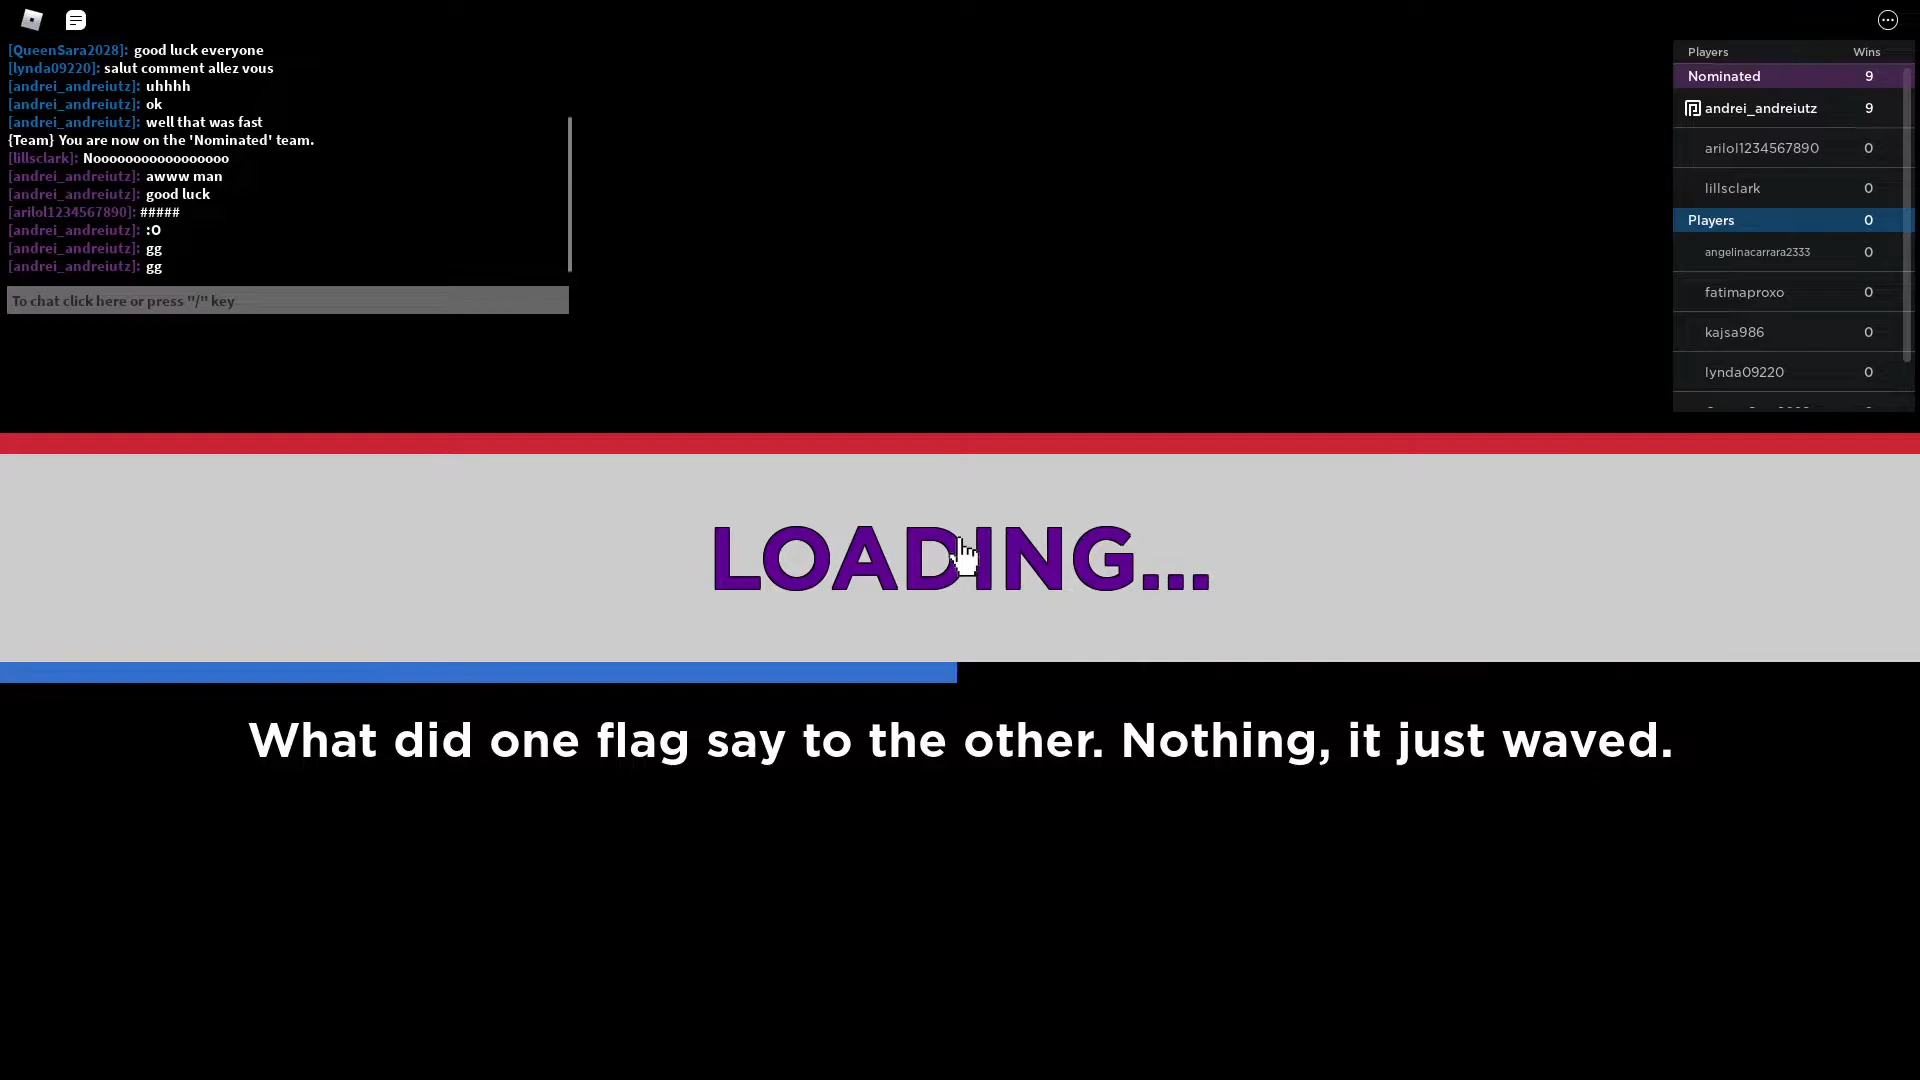 [QueenSara2028]: good luck everyone
[lynda09220]: salut comment allez vous
[andrei_andreiutz]: uhhhh
[andrei_andreiutz]: ok
[andrei_andreiutz]: well that was fast
{Team} You are now on the 'Nominated' team.
[lillsclark]: Nooooooooooooooooo
[andrei_andreiutz]: awww man
[andrei_andreiutz]: good luck
[arilol1234567890]: #####
[andrei_andreiutz]: :O
[andrei_andreiutz]: gg
[andrei_andreiutz]: gg
To chat click here or press "/" key
Players Wins
Nominated 9
andrei_andreiutz 9
arilol1234567890 0
lillsclark 0
Players 0
angelinacarrara2333 0
fatimaproxo 0
kajsa986 0
lynda09220 0
LOADING...
What did one flag say to the other. Nothing, it just waved.